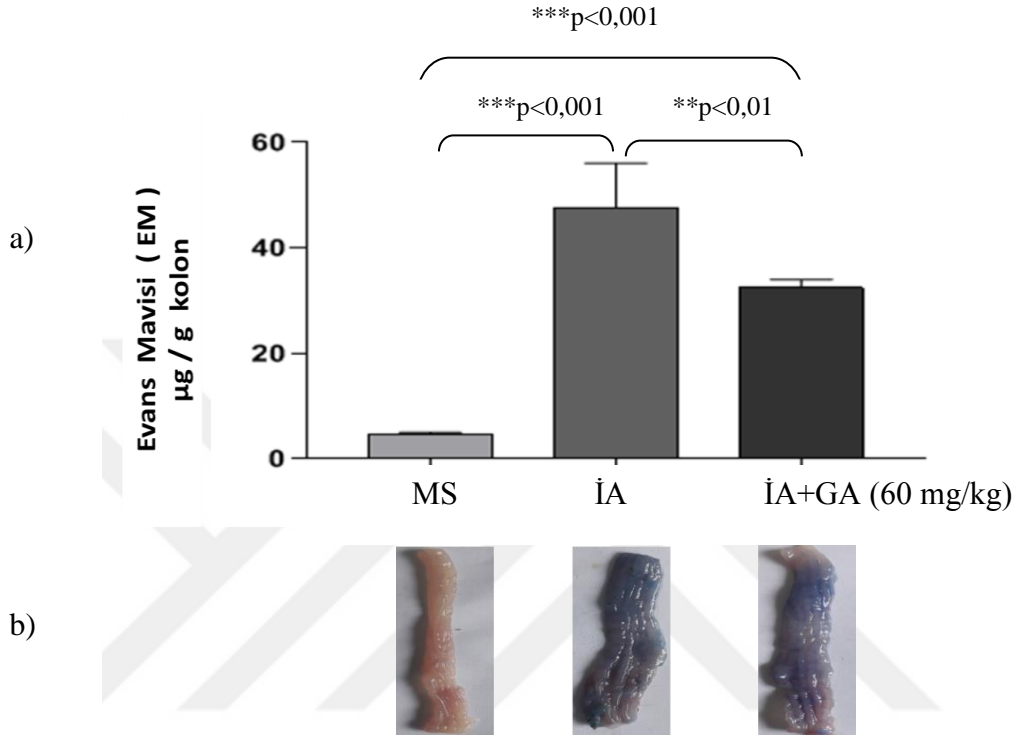 ***p<0,001
***p<0,001
**p<0,01
a)
Evans Mavisi ( EM )
µg / g kolon
60
40
20
0
MS
İA
İA+GA (60 mg/kg)
b)